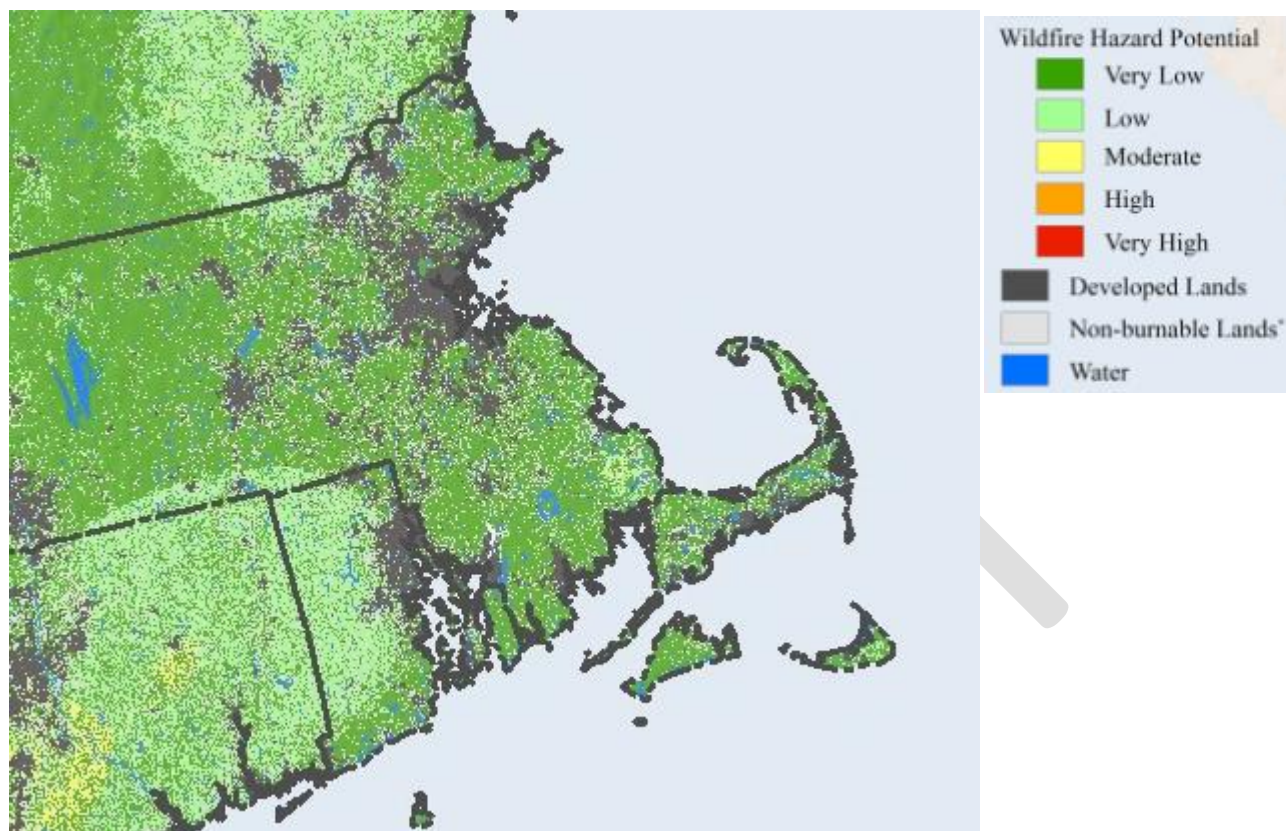 Wildfire Hazard Potential
Very Low
Low
Moderate
High
Very High
Developed Lands
Non-burnable Lands*
Water